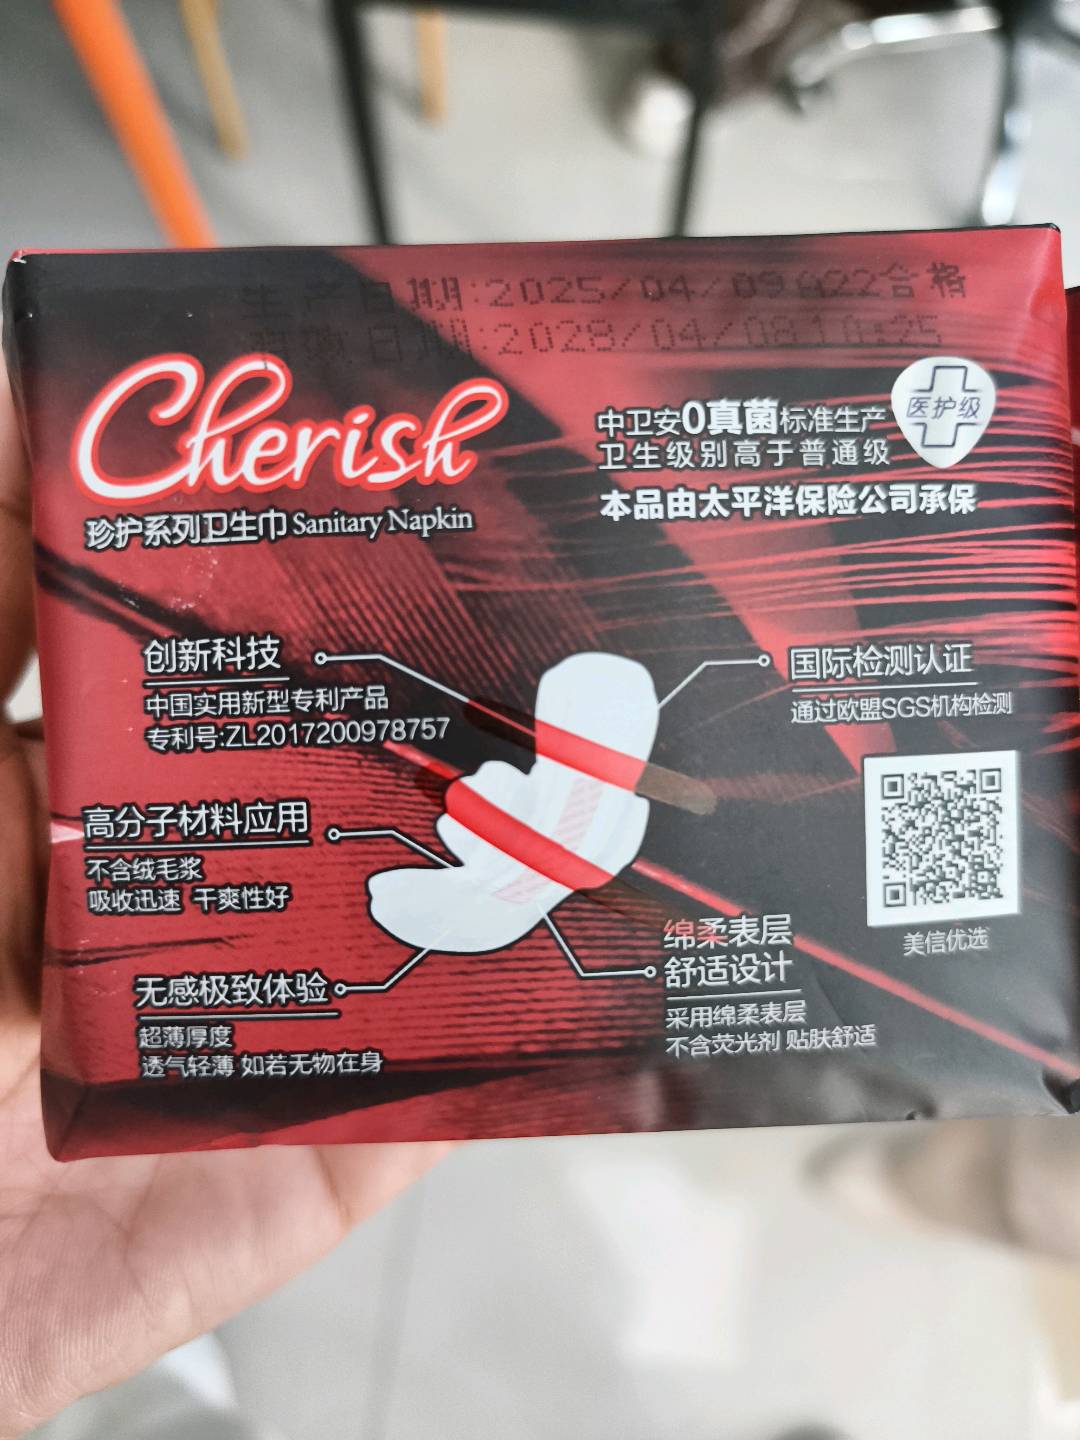 生产日期:2025/04/09合22合格
有效日期:2028/04/08 10:25
Cherish
珍护系列卫生巾 Sanitary Napkin
中卫安0真菌标准生产
卫生级别高于普通级
医护级
本品由太平洋保险公司承保
创新科技
中国实用新型专利产品
专利号:ZL2017200978757
国际检测认证
通过欧盟SGS机构检测
高分子材料应用
不含绒毛浆
吸收迅速 干爽性好
美信优选
绵柔表层
舒适设计
采用绵柔表层
不含荧光剂 贴肤舒适
无感极致体验
超薄厚度
透气轻薄 如若无物在身